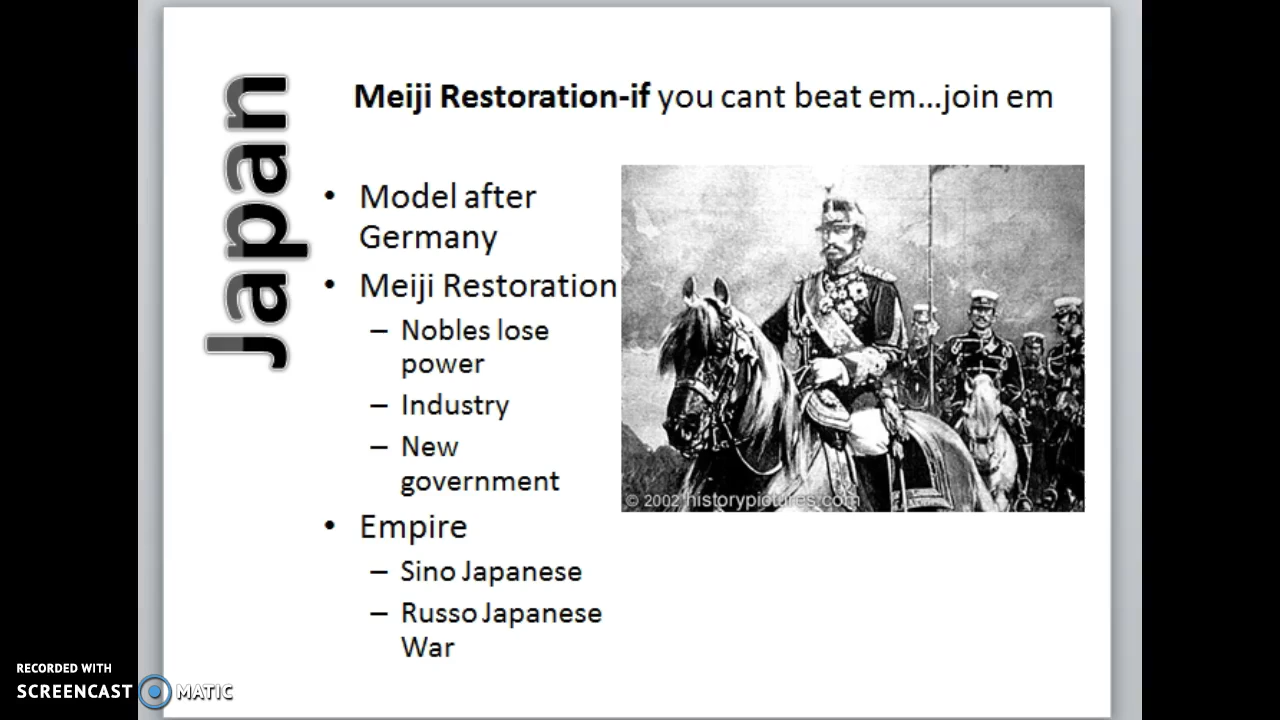 Japan
Meiji Restoration-if you cant beat em...join em
• Model after
Germany
• Meiji Restoration
– Nobles lose
power
– Industry
– New
government
• Empire
– Sino Japanese
– Russo Japanese
War
© 2002 historypictures.com
RECORDED WITH
SCREENCAST MATIC